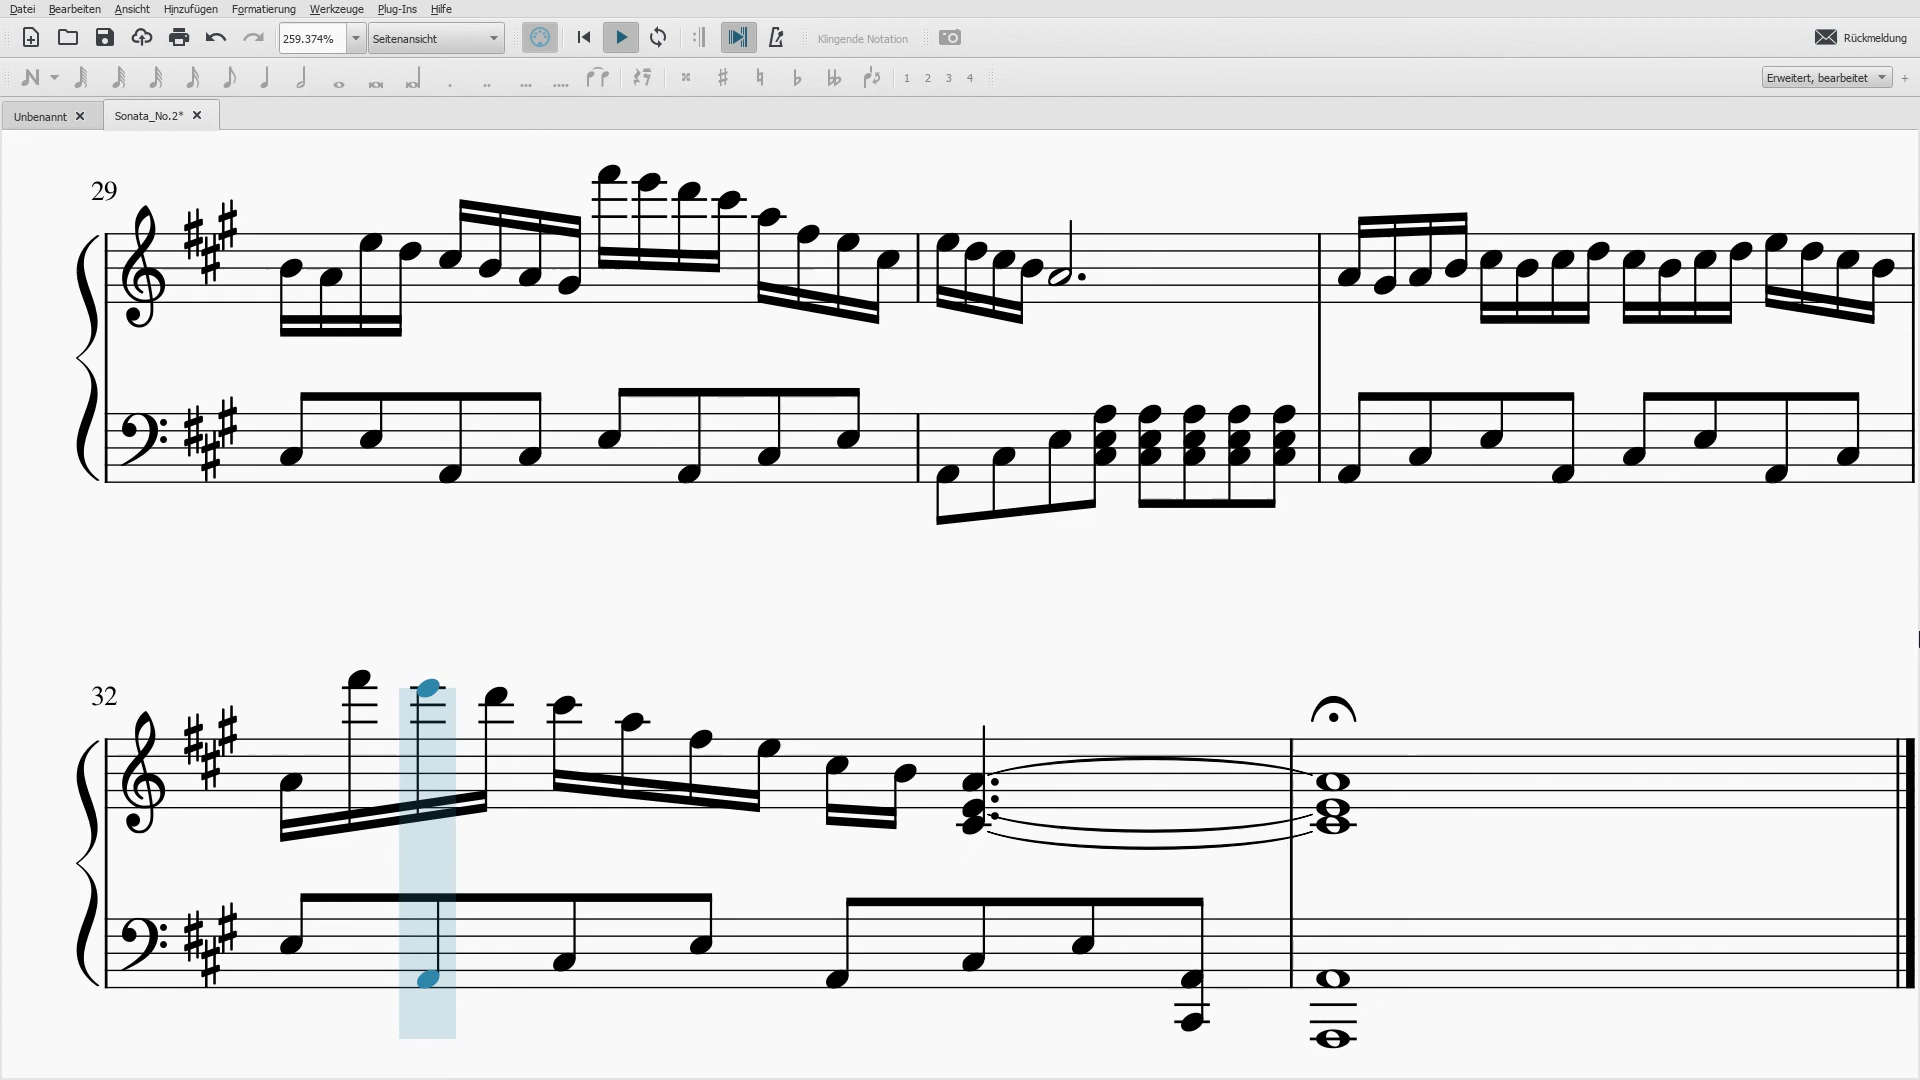 Datei Bearbeiten Ansicht Hinzufügen Formatierung Werkzeuge Plug-Ins Hilfe
259.374% Seitenansicht Klingende Notation Rückmeldung
1 2 3 4 Erweitert, bearbeitet +
Unbenannt Sonata_No.2*
29
32